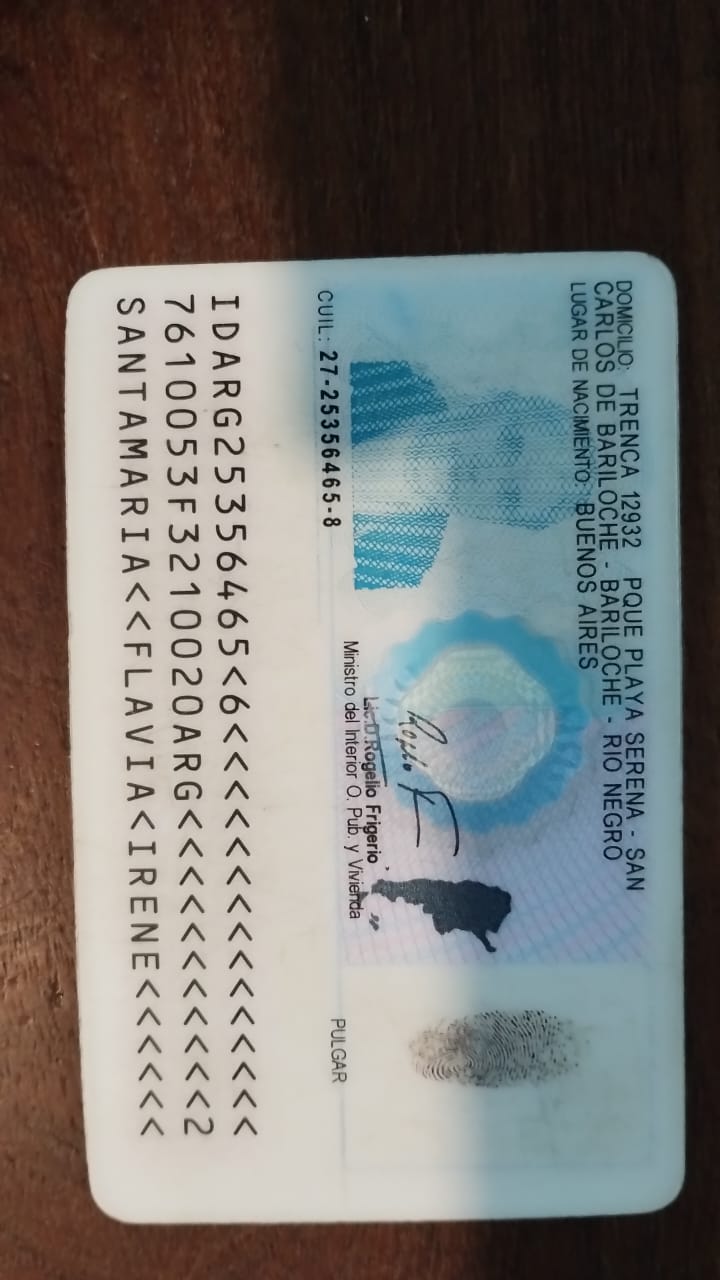 DOMICILIO: TRENCA 12932 PQUE PLAYA SERENA - SAN
CARLOS DE BARILOCHE - BARILOCHE - RIO NEGRO
LUGAR DE NACIMIENTO: BUENOS AIRES
Lic.D.Rogelio Frigerio
Ministro del Interior O. Pub. y Vivienda
CUIL: 27-25356465-8
PULGAR
IDARG25356465<6<<<<<<<<<<<<<<<
7610053F3210020ARG<<<<<<<<<<<2
SANTAMARIA<<FLAVIA<IRENE<<<<<<